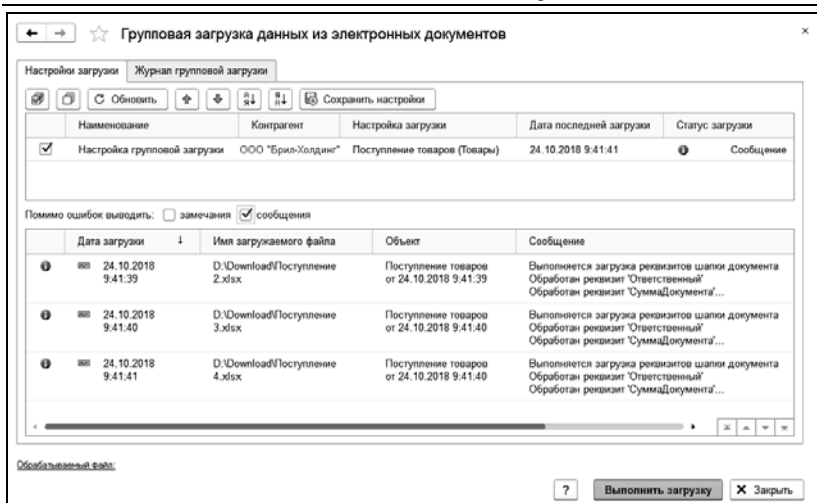 Групповая загрузка данных из электронных документов
Настройки загрузки Журнал групповой загрузки
Обновить Сохранить настройки
Наименование Контрагент Настройка загрузки Дата последней загрузки Статус загрузки
Настройка групповой загрузки ООО "Брил-Холдинг" Поступление товаров (Товары) 24.10.2018 9:41:41 Сообщение
Помимо ошибок выводить: замечания сообщения
Дата загрузки ↓ Имя загружаемого файла Объект Сообщение
24.10.2018 D:\Download\Поступление Поступление товаров Выполняется загрузка реквизитов шапки документа
9:41:39 2.xlsx от 24.10.2018 9:41:39 Обработан реквизит 'Ответственный'
Обработан реквизит 'СуммаДокумента'...
24.10.2018 D:\Download\Поступление Поступление товаров Выполняется загрузка реквизитов шапки документа
9:41:40 3.xlsx от 24.10.2018 9:41:40 Обработан реквизит 'Ответственный'
Обработан реквизит 'СуммаДокумента'...
24.10.2018 D:\Download\Поступление Поступление товаров Выполняется загрузка реквизитов шапки документа
9:41:41 4.xlsx от 24.10.2018 9:41:40 Обработан реквизит 'Ответственный'
Обработан реквизит 'СуммаДокумента'...
Обрабатываемый файл:
? Выполнить загрузку Закрыть